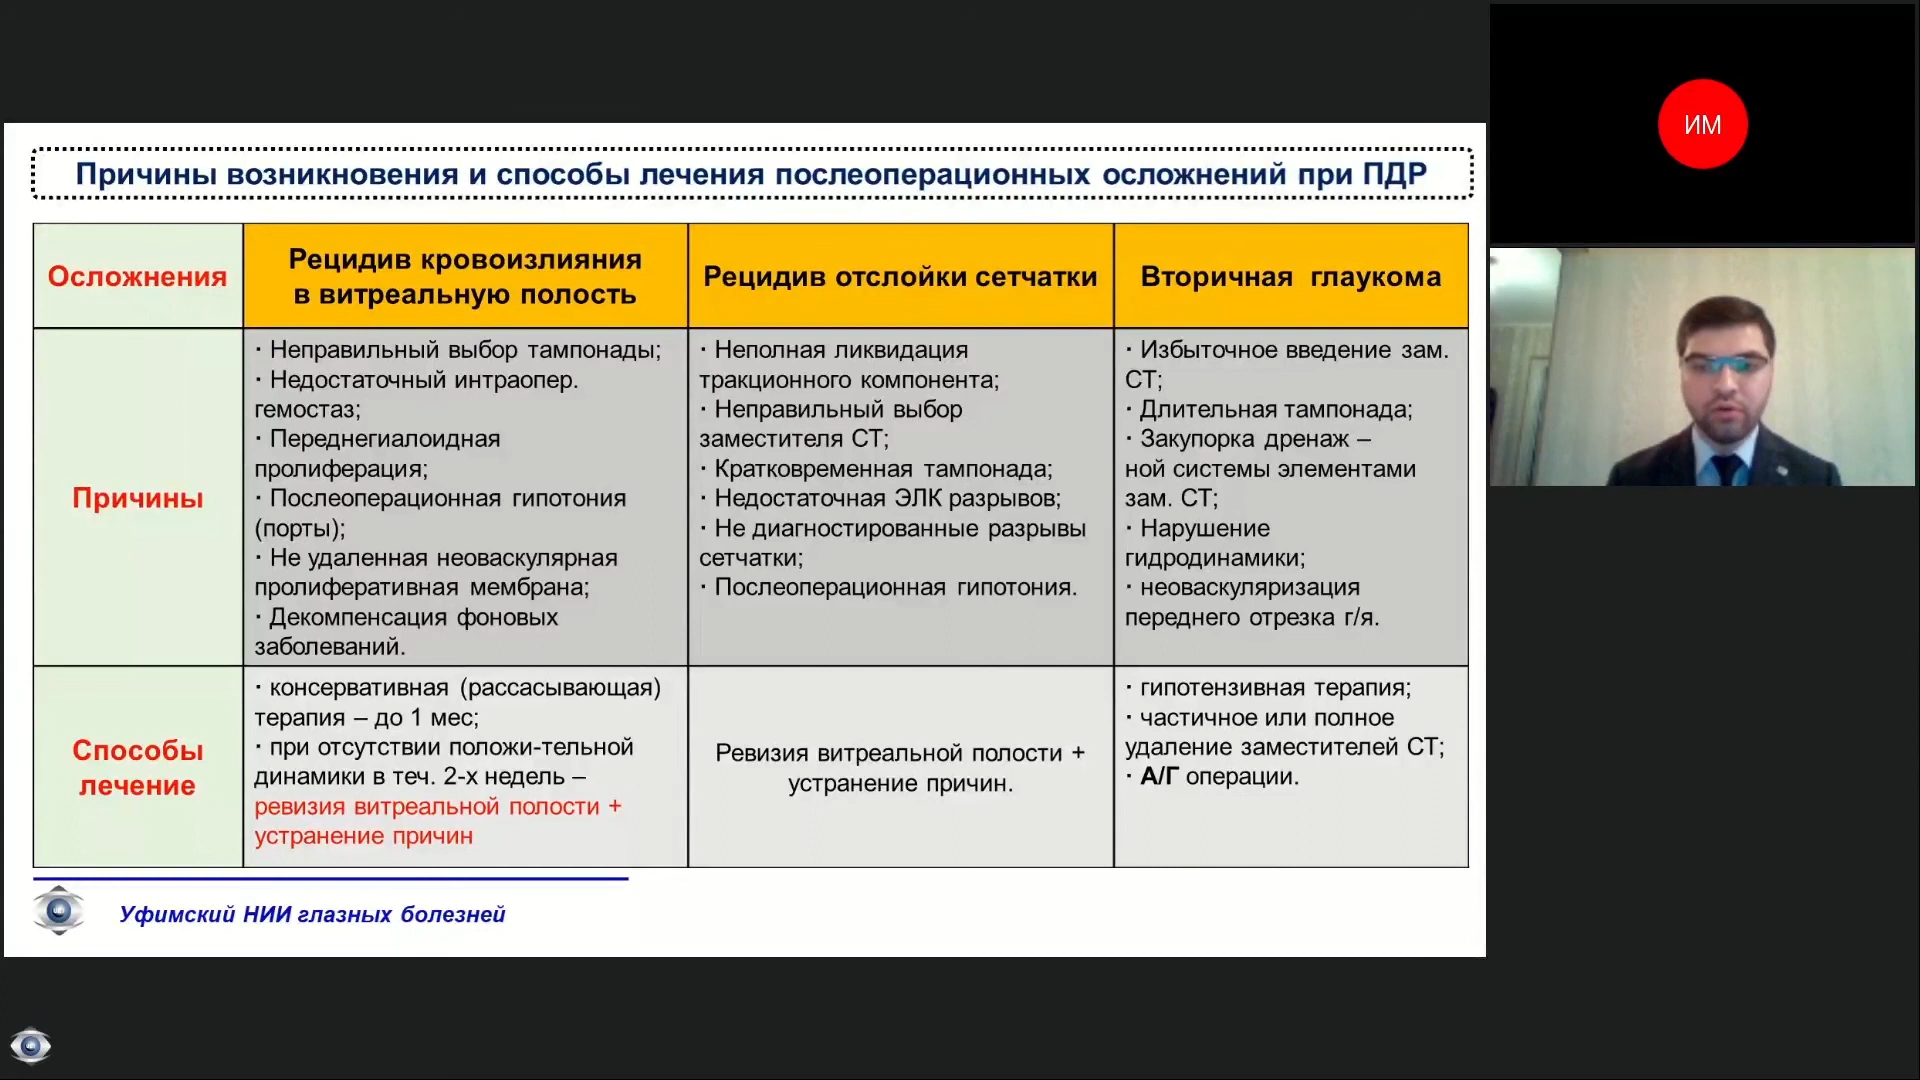 Причины возникновения и способы лечения послеоперационных осложнений при ПДР
Осложнения
Рецидив кровоизлияния
в витреальную полость
Рецидив отслойки сетчатки
Вторичная глаукома
Причины
· Неправильный выбор тампонады;
· Недостаточный интраопер.
гемостаз;
· Переднегиалоидная
пролиферация;
· Послеоперационная гипотония
(порты);
· Не удаленная неоваскулярная
пролиферативная мембрана;
· Декомпенсация фоновых
заболеваний.
· Неполная ликвидация
тракционного компонента;
· Неправильный выбор
заместителя СТ;
· Кратковременная тампонада;
· Недостаточная ЭЛК разрывов;
· Не диагностированные разрывы
сетчатки;
· Послеоперационная гипотония.
· Избыточное введение зам.
СТ;
· Длительная тампонада;
· Закупорка дренаж –
ной системы элементами
зам. СТ;
· Нарушение
гидродинамики;
· неоваскуляризация
переднего отрезка г/я.
Способы
лечение
· консервативная (рассасывающая)
терапия – до 1 мес;
· при отсутствии положи-тельной
динамики в теч. 2-х недель –
ревизия витреальной полости +
устранение причин
Ревизия витреальной полости +
устранение причин.
· гипотензивная терапия;
· частичное или полное
удаление заместителей СТ;
· А/Г операции.
Уфимский НИИ глазных болезней
ИМ